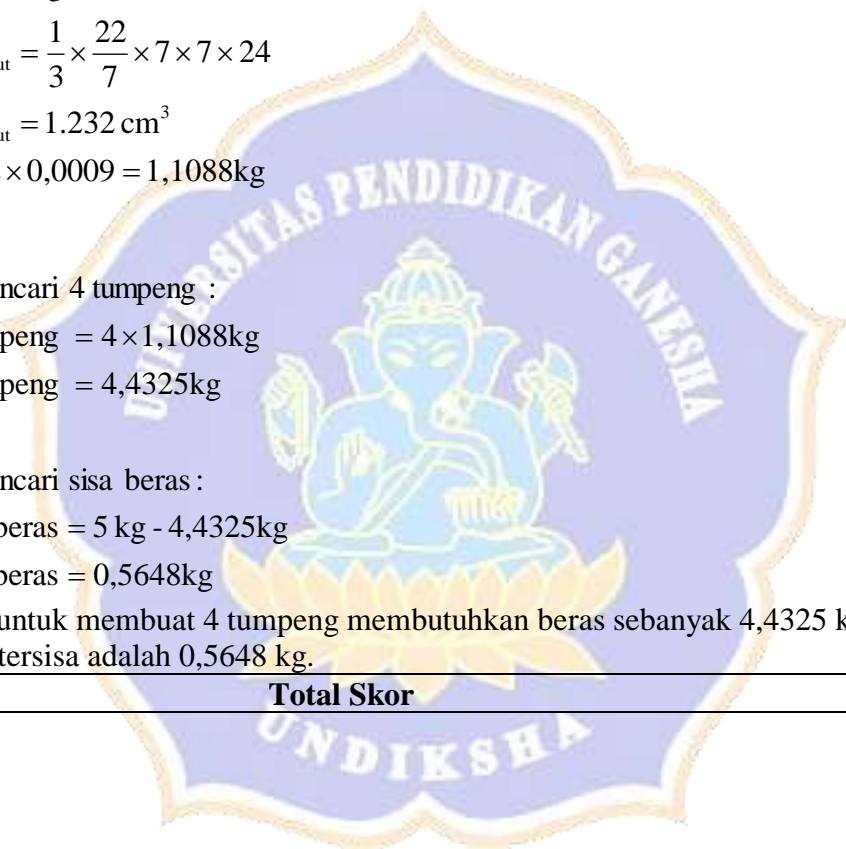 ut = 1/3 × 22/7 × 7 × 7 × 24
ut = 1.232 cm³
× 0,0009 = 1,1088kg
ncari 4 tumpeng :
peng = 4 × 1,1088kg
peng = 4,4325kg
ncari sisa beras :
beras = 5 kg - 4,4325kg
beras = 0,5648kg
untuk membuat 4 tumpeng membutuhkan beras sebanyak 4,4325 k
tersisa adalah 0,5648 kg.
Total Skor
UNIVERSITAS PENDIDIKAN GANESHA
UNDIKSHA